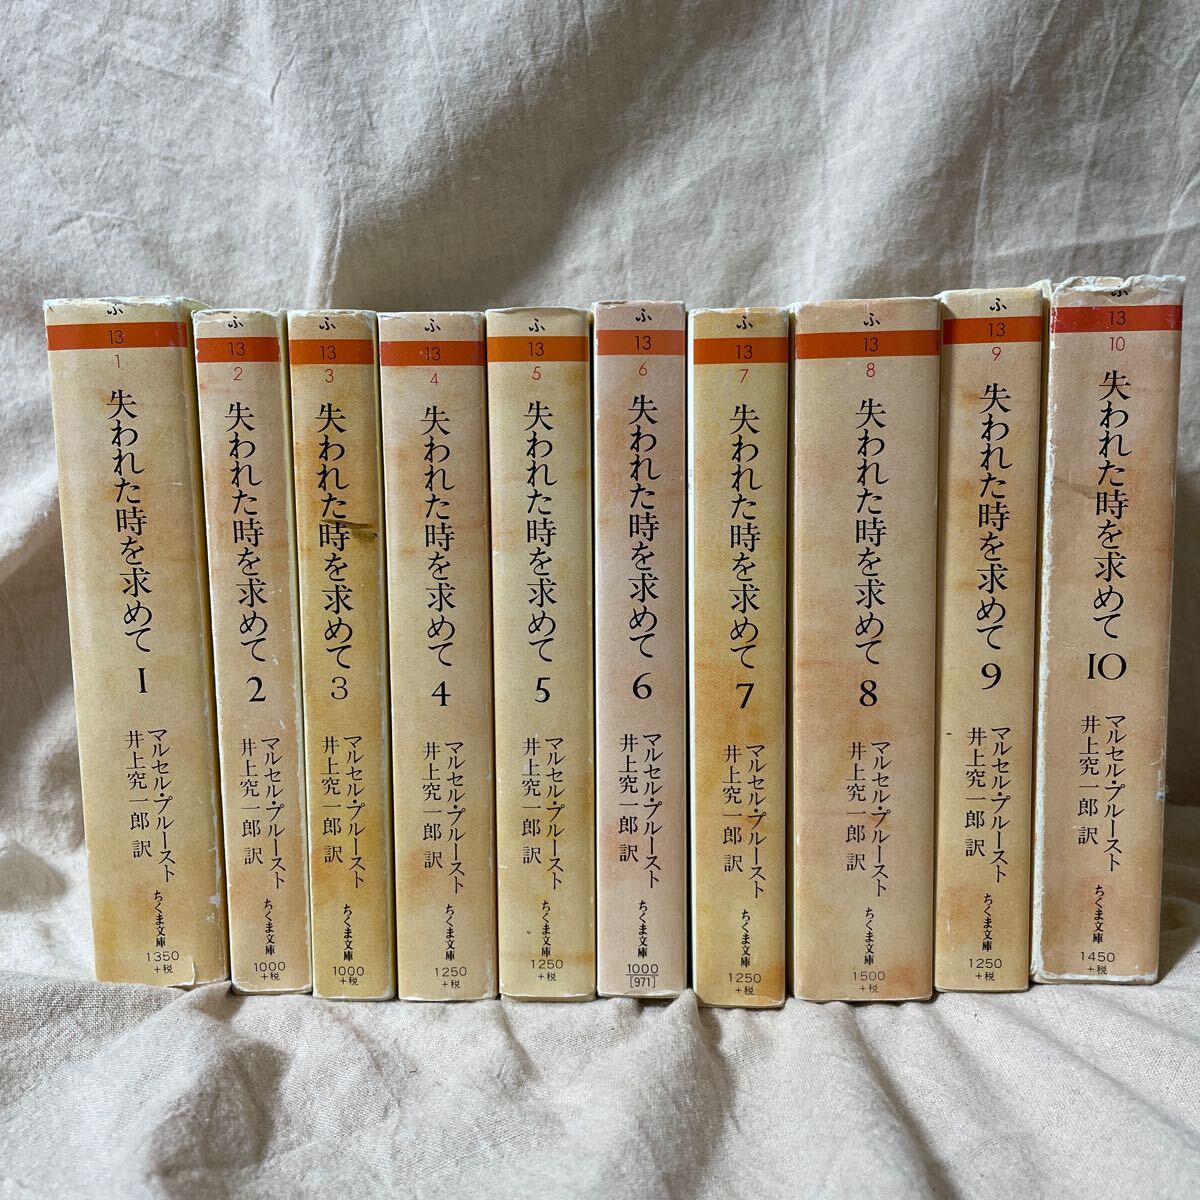 ふ
13
1
失われた時を求めて 1
マルセル・プルースト
井上究一郎 訳
ちくま文庫
1350
+税
ふ
13
2
失われた時を求めて 2
マルセル・プルースト
井上究一郎 訳
ちくま文庫
1000
+税
ふ
13
3
失われた時を求めて 3
マルセル・プルースト
井上究一郎 訳
ちくま文庫
1000
+税
ふ
13
4
失われた時を求めて 4
マルセル・プルースト
井上究一郎 訳
ちくま文庫
1250
+税
ふ
13
5
失われた時を求めて 5
マルセル・プルースト
井上究一郎 訳
ちくま文庫
1250
+税
ふ
13
6
失われた時を求めて 6
マルセル・プルースト
井上究一郎 訳
ちくま文庫
1000
[971]
ふ
13
7
失われた時を求めて 7
マルセル・プルースト
井上究一郎 訳
ちくま文庫
1250
+税
ふ
13
8
失われた時を求めて 8
マルセル・プルースト
井上究一郎 訳
ちくま文庫
1500
+税
ふ
13
9
失われた時を求めて 9
マルセル・プルースト
井上究一郎 訳
ちくま文庫
1250
+税
ふ
13
10
失われた時を求めて 10
マルセル・プルースト
井上究一郎 訳
ちくま文庫
1450
+税